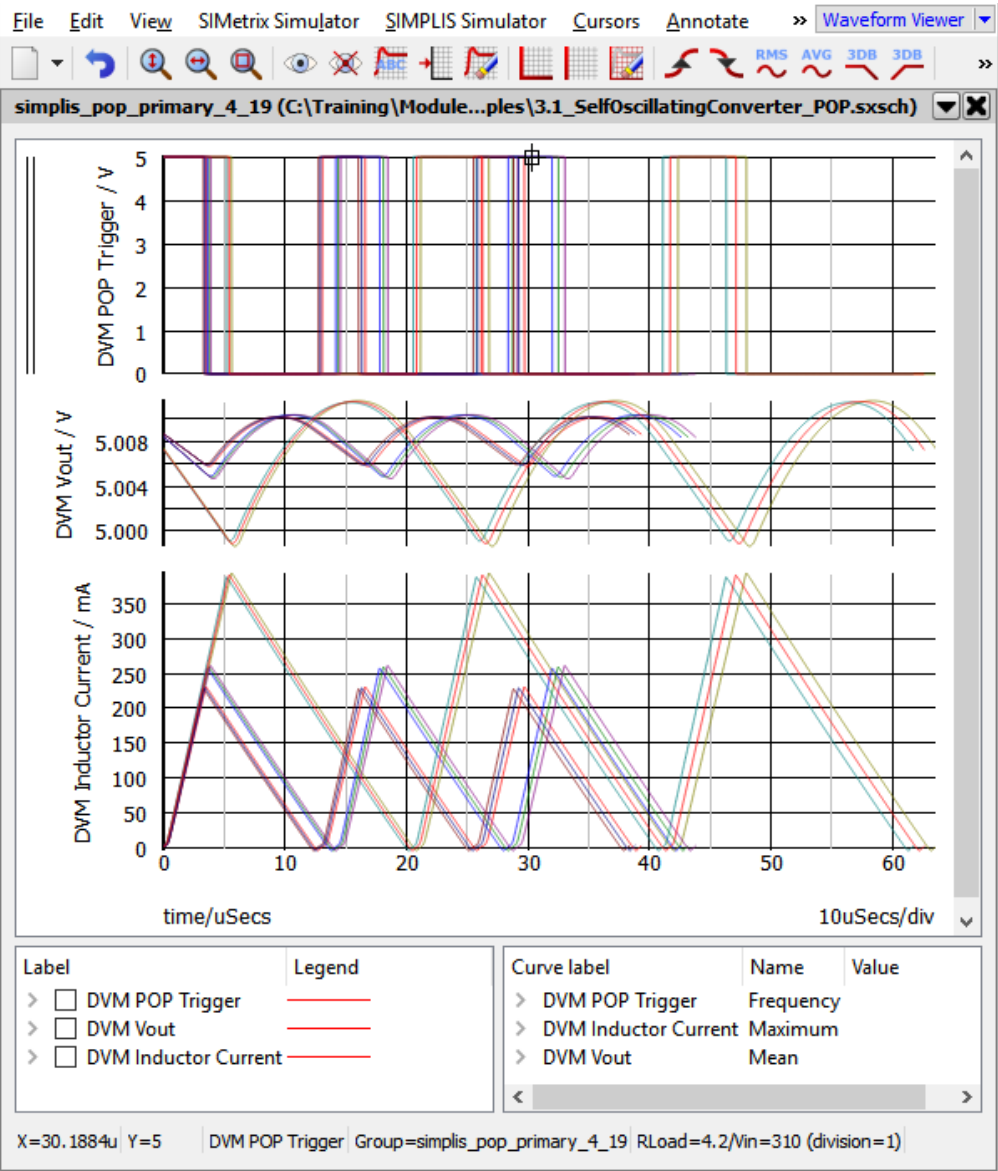 File Edit View SIMetrix Simulator SIMPLIS Simulator Cursors Annotate » Waveform Viewer
ABC RMS AVG 3DB 3DB »
simplis_pop_primary_4_19 (C:\Training\Module...ples\3.1_SelfOscillatingConverter_POP.sxsch)
DVM POP Trigger / V
5
4
3
2
1
0
DVM Vout / V
5.008
5.004
5.000
DVM Inductor Current / mA
350
300
250
200
150
100
50
0
0 10 20 30 40 50 60
time/uSecs 10uSecs/div
Label Legend
DVM POP Trigger
DVM Vout
DVM Inductor Current
Curve label Name Value
DVM POP Trigger Frequency
DVM Inductor Current Maximum
DVM Vout Mean
X=30.1884u Y=5 DVM POP Trigger Group=simplis_pop_primary_4_19 RLoad=4.2/Vin=310 (division=1)